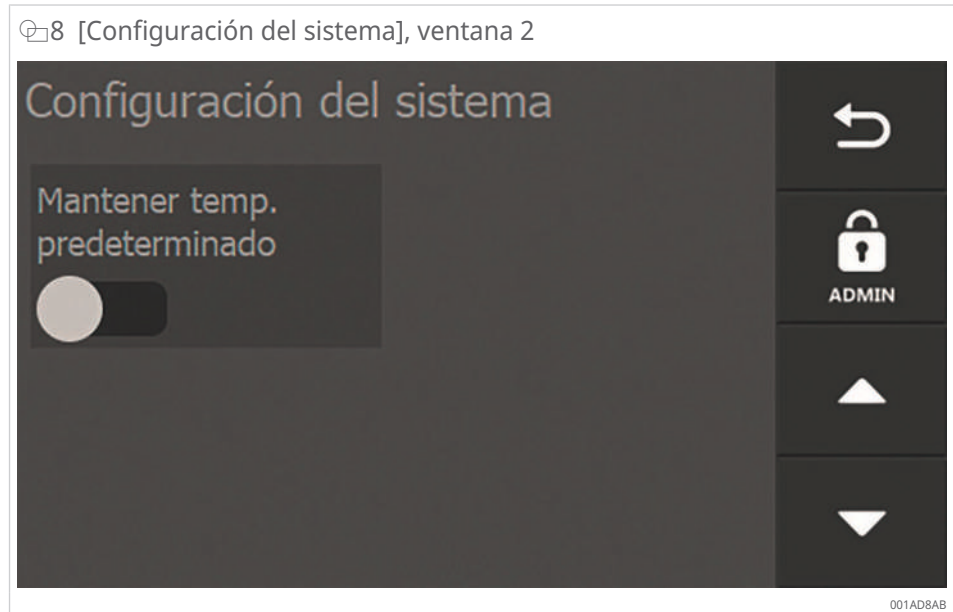 8 [Configuración del sistema], ventana 2
Configuración del sistema
Mantener temp.
predeterminado
ADMIN
001AD8AB